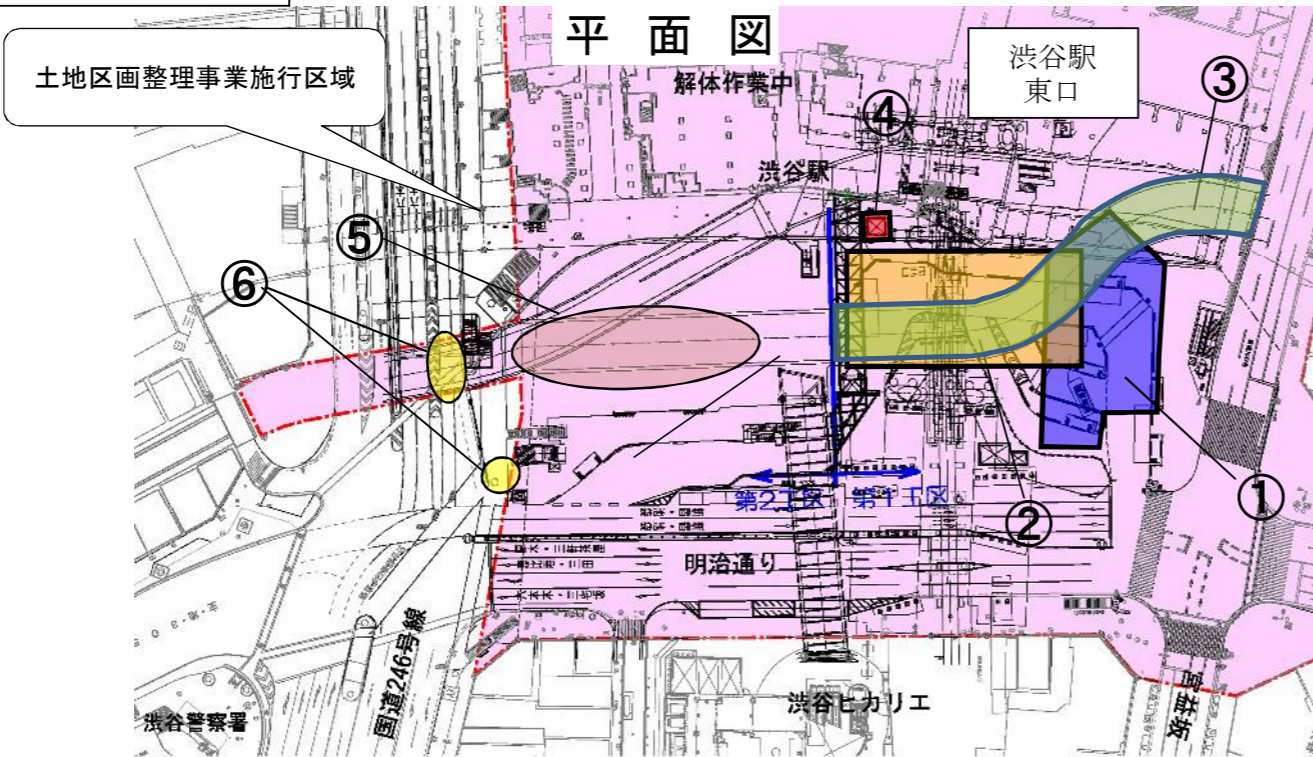 平面図
土地区画整理事業施行区域
解体作業中
渋谷駅
東口
③
④
渋谷駅
⑤
⑥
①
第2工区
第1工区
②
明治通り
国道246号線
渋谷ヒカリエ
宮益坂
渋谷警察署